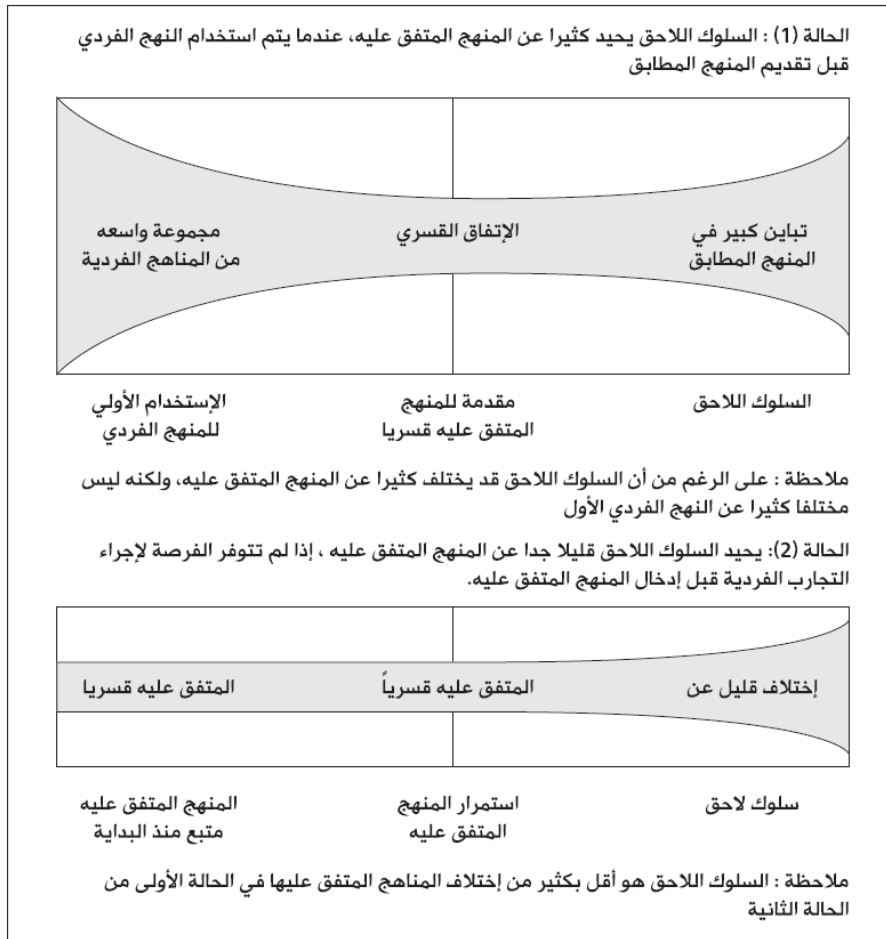 الحالة (1) : السلوك اللاحق يحيد كثيرا عن المنهج المتفق عليه، عندما يتم استخدام النهج الفردي
قبل تقديم المنهج المطابق
تباين كبير في
المنهج المطابق
الإتفاق القسري
مجموعة واسعه
من المناهج الفردية
السلوك اللاحق
مقدمة للمنهج
المتفق عليه قسريا
الإستخدام الأولي
للمنهج الفردي
ملاحظة : على الرغم من أن السلوك اللاحق قد يختلف كثيرا عن المنهج المتفق عليه، ولكنه ليس
مختلفا كثيرا عن النهج الفردي الأول
الحالة (2): يحيد السلوك اللاحق قليلا جدا عن المنهج المتفق عليه ، إذا لم تتوفر الفرصة لإجراء
التجارب الفردية قبل إدخال المنهج المتفق عليه.
إختلاف قليل عن
المتفق عليه قسرياً
المتفق عليه قسريا
سلوك لاحق
استمرار المنهج
المتفق عليه
المنهج المتفق عليه
متبع منذ البداية
ملاحظة : السلوك اللاحق هو أقل بكثير من إختلاف المناهج المتفق عليها في الحالة الأولى من
الحالة الثانية